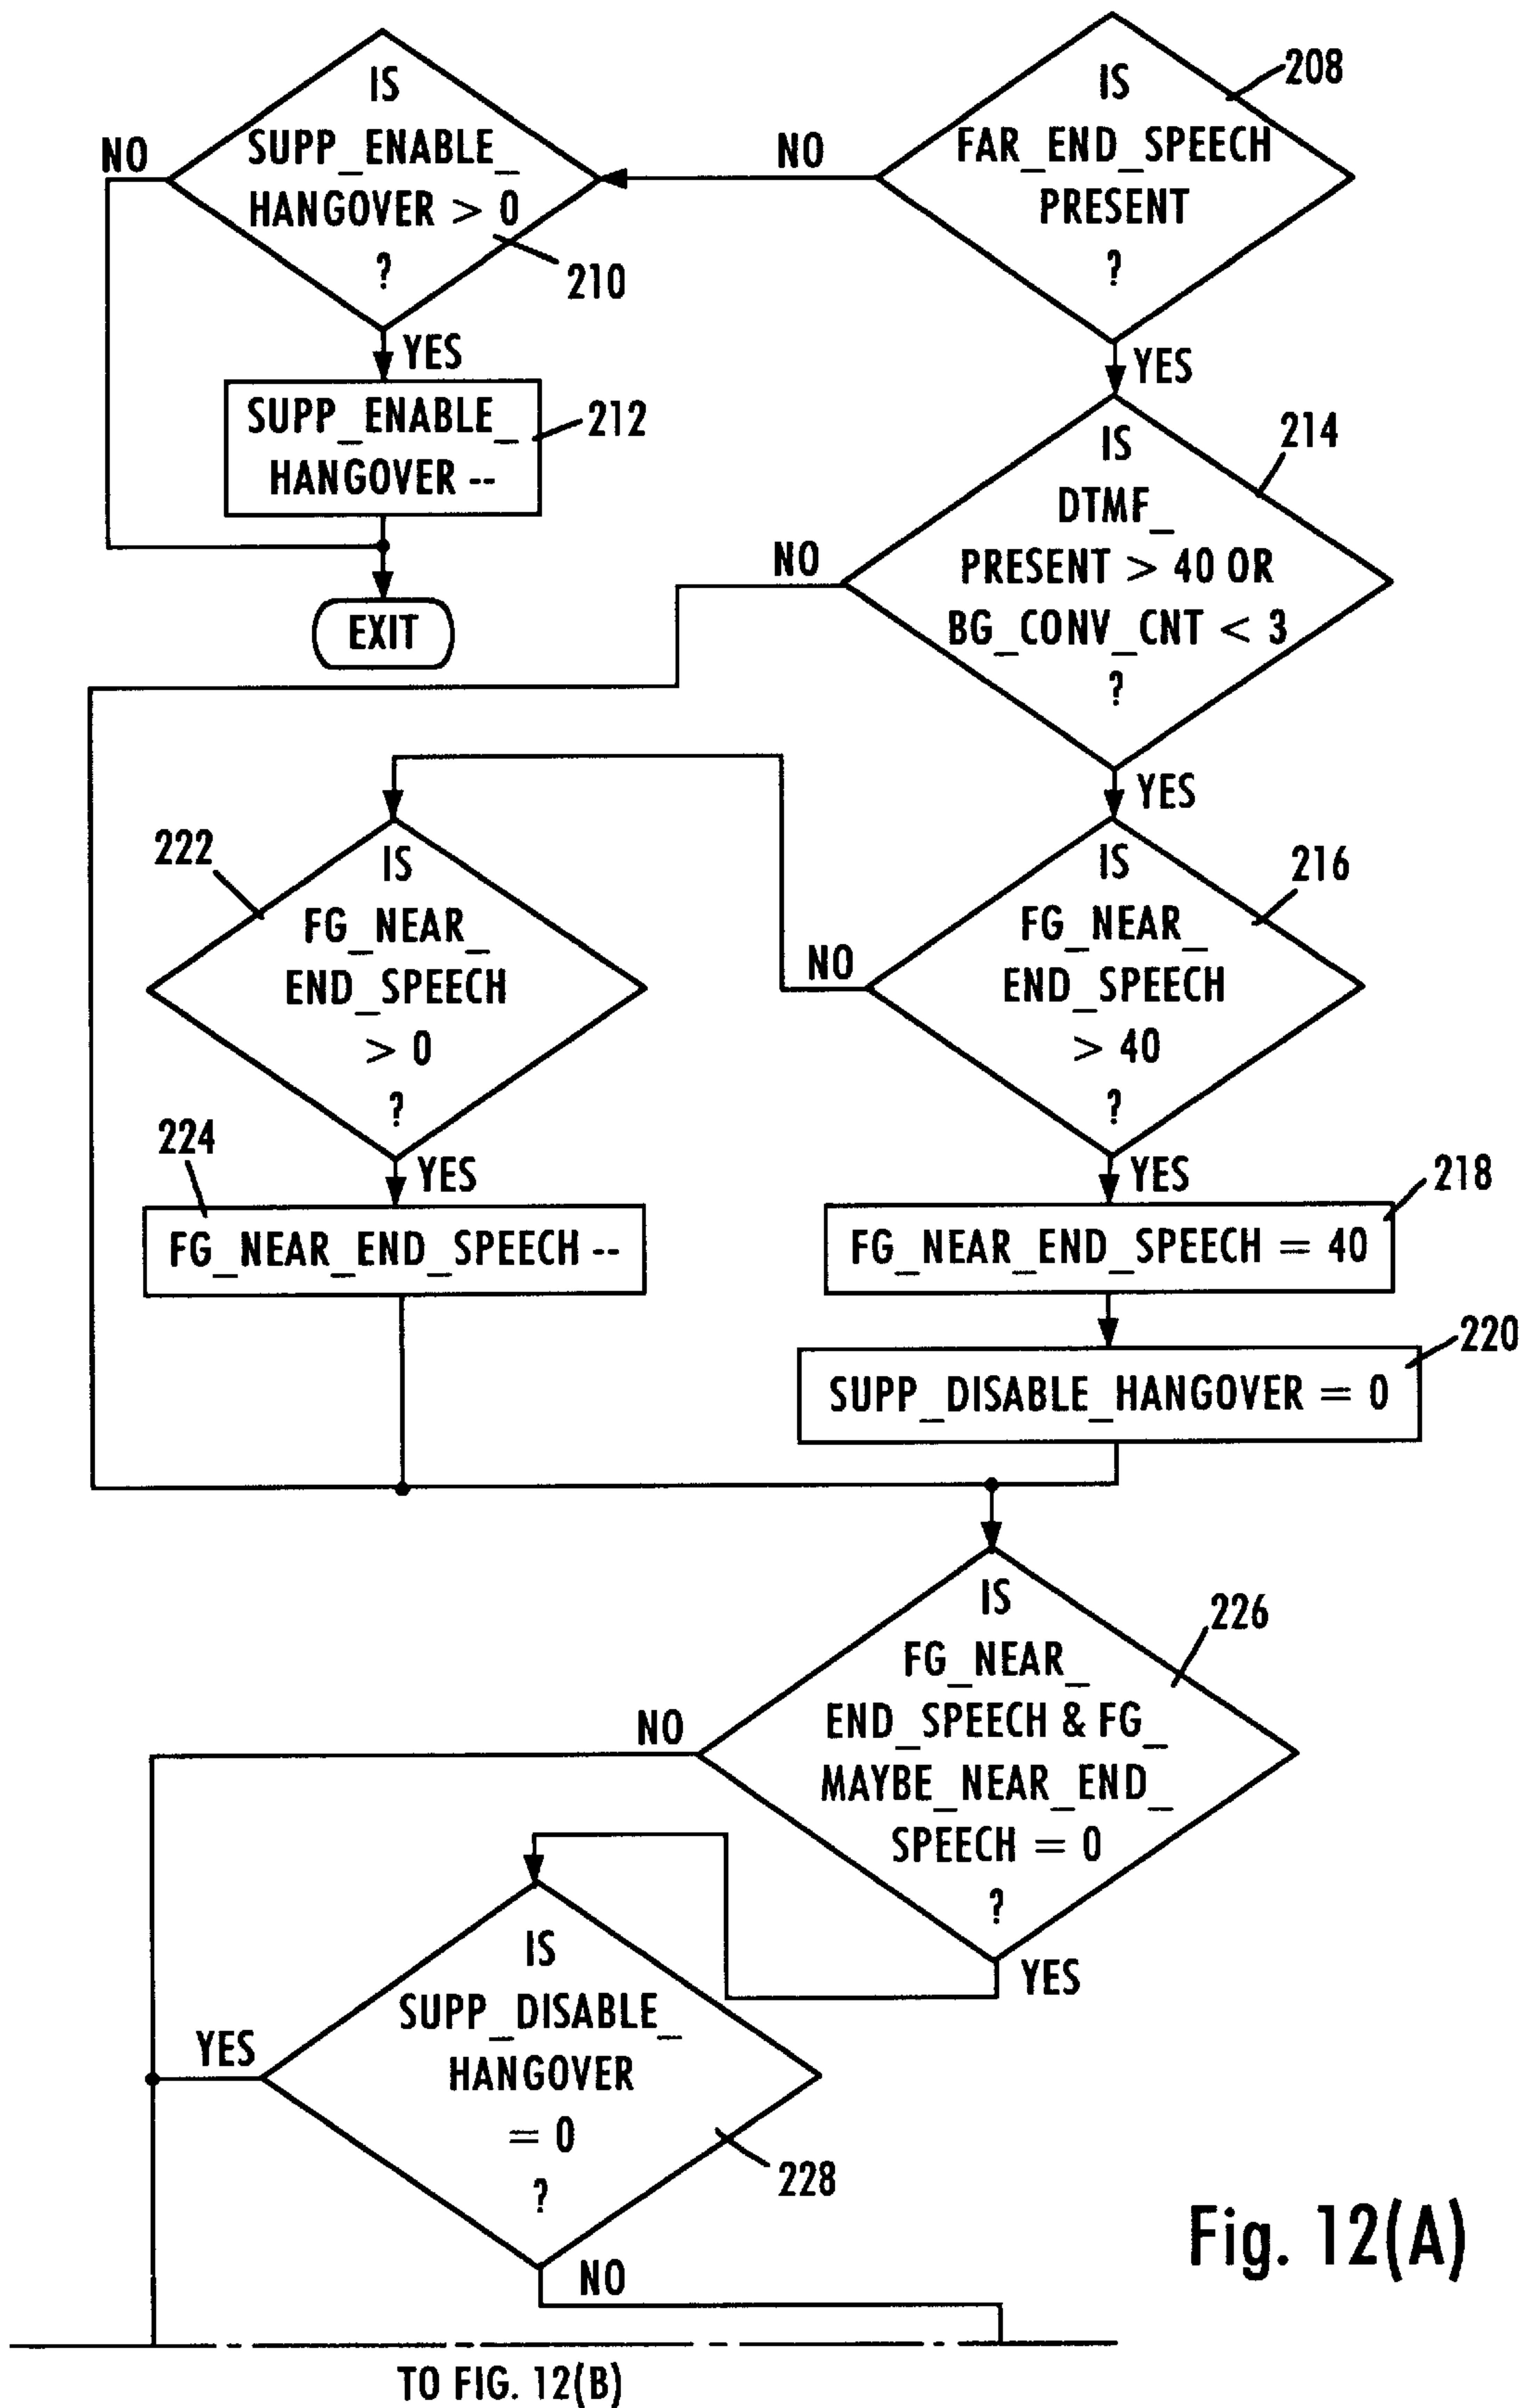 IS
SUPP_ENABLE_
HANGOVER > 0
?
210
NO
YES
SUPP_ENABLE_
HANGOVER --
212
EXIT
IS
FAR_END_SPEECH
PRESENT
?
208
NO
YES
IS
DTMF_
PRESENT > 40 OR
BG_CONV_CNT < 3
?
214
NO
YES
IS
FG_NEAR_
END_SPEECH
> 40
?
216
NO
YES
222
IS
FG_NEAR_
END_SPEECH
> 0
?
YES
224
FG_NEAR_END_SPEECH --
FG_NEAR_END_SPEECH = 40
218
SUPP_DISABLE_HANGOVER = 0
220
IS
FG_NEAR_
END_SPEECH & FG_
MAYBE_NEAR_END_
SPEECH = 0
?
226
NO
YES
IS
SUPP_DISABLE_
HANGOVER
= 0
?
228
YES
NO
Fig. 12(A)
TO FIG. 12(B)